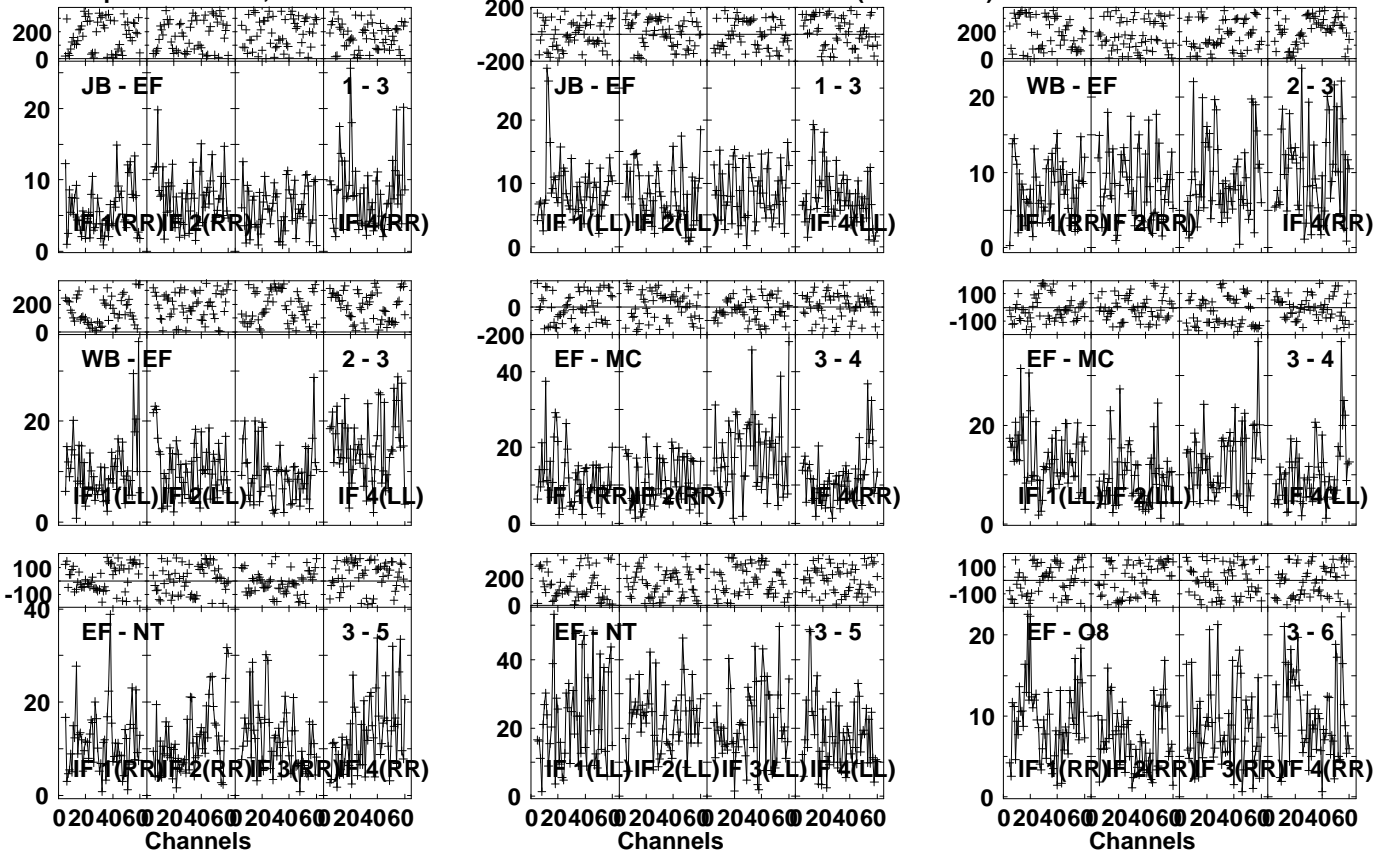 200
0
JB - EF 1 - 3
20
10
0
IF 1(RR) IF 2(RR) IF 4(RR)
200
-200
JB - EF 1 - 3
20
10
0
IF 1(LL) IF 2(LL) IF 4(LL)
200
0
WB - EF 2 - 3
20
10
0
IF 1(RR) IF 2(RR) IF 4(RR)
200
0
WB - EF 2 - 3
20
0
IF 1(LL) IF 2(LL) IF 4(LL)
0
-200
EF - MC 3 - 4
40
20
0
IF 1(RR) IF 2(RR) IF 4(RR)
100
-100
EF - MC 3 - 4
20
0
IF 1(LL) IF 2(LL) IF 4(LL)
100
-100
40
EF - NT 3 - 5
20
0
IF 1(RR) IF 2(RR) IF 3(RR) IF 4(RR)
0 20 40 60 0 20 40 60 0 20 40 60 0 20 40 60
Channels
200
0
EF - NT 3 - 5
40
20
0
IF 1(LL) IF 2(LL) IF 3(LL) IF 4(LL)
0 20 40 60 0 20 40 60 0 20 40 60 0 20 40 60
Channels
100
-100
EF - O8 3 - 6
20
10
0
IF 1(RR) IF 2(RR) IF 3(RR) IF 4(RR)
0 20 40 60 0 20 40 60 0 20 40 60 0 20 40 60
Channels